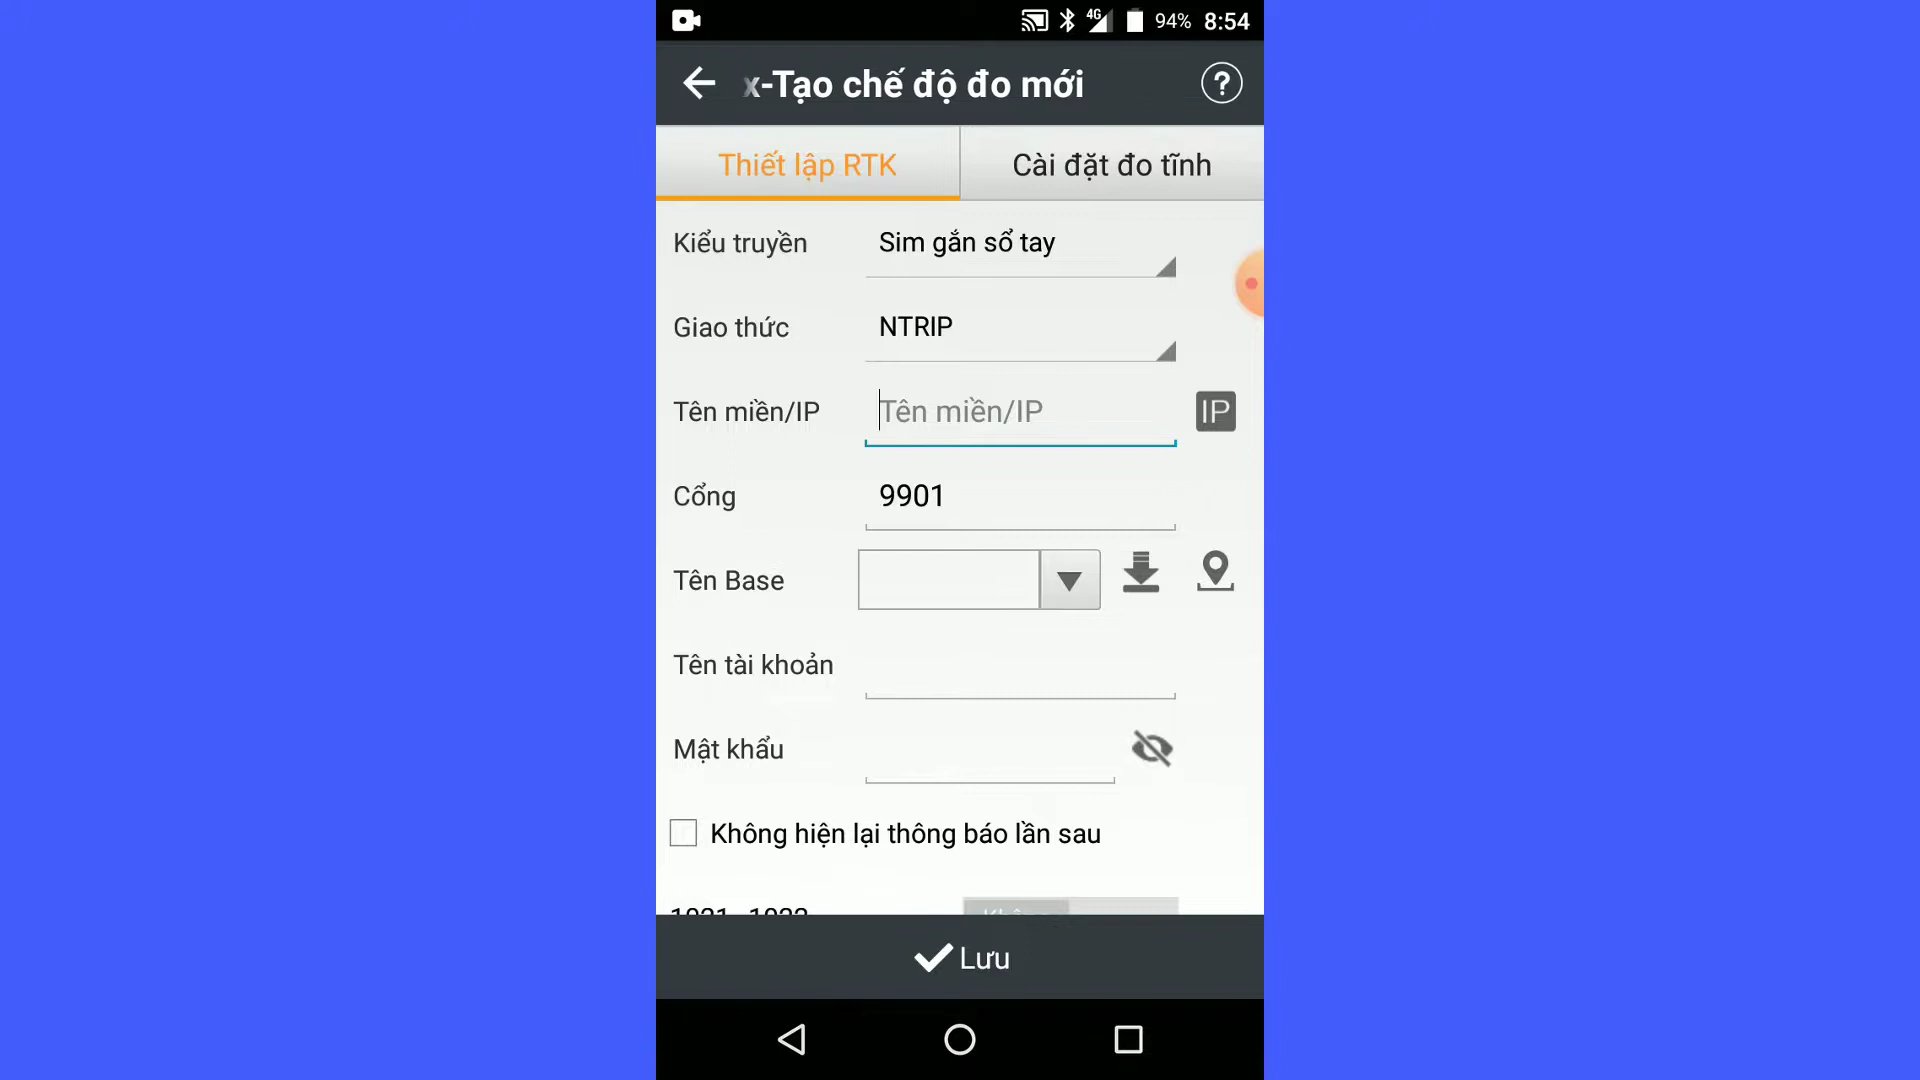 4G 94% 8:54
x-Tạo chế độ đo mới ?
Thiết lập RTK Cài đặt đo tĩnh
Kiểu truyền Sim gắn sổ tay
Giao thức NTRIP
Tên miền/IP Tên miền/IP IP
Cổng 9901
Tên Base
Tên tài khoản
Mật khẩu
Không hiện lại thông báo lần sau
Lưu